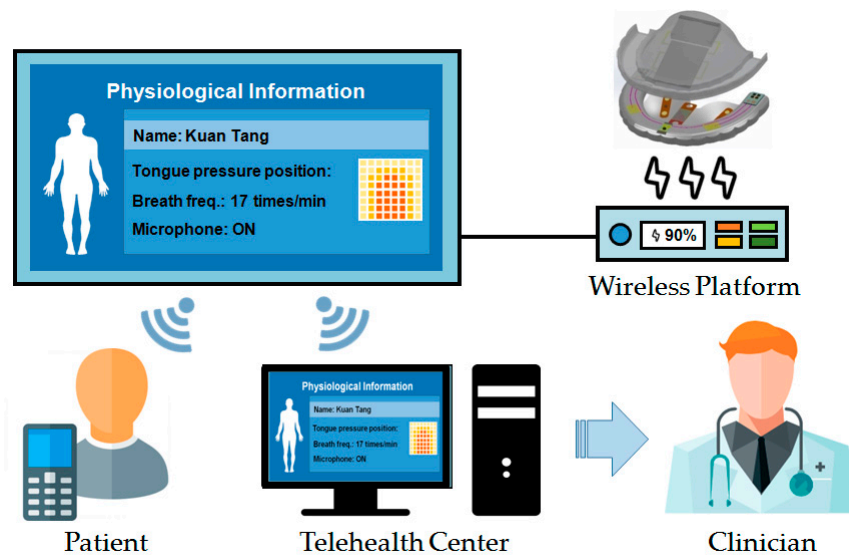 Physiological Information
Name: Kuan Tang
Tongue pressure position:
Breath freq.: 17 times/min
Microphone: ON
90%
Wireless Platform
Physiological Information
Name: Kuan Tang
Tongue pressure position:
Breath freq.: 17 times/min
Microphone: ON
Patient
Telehealth Center
Clinician